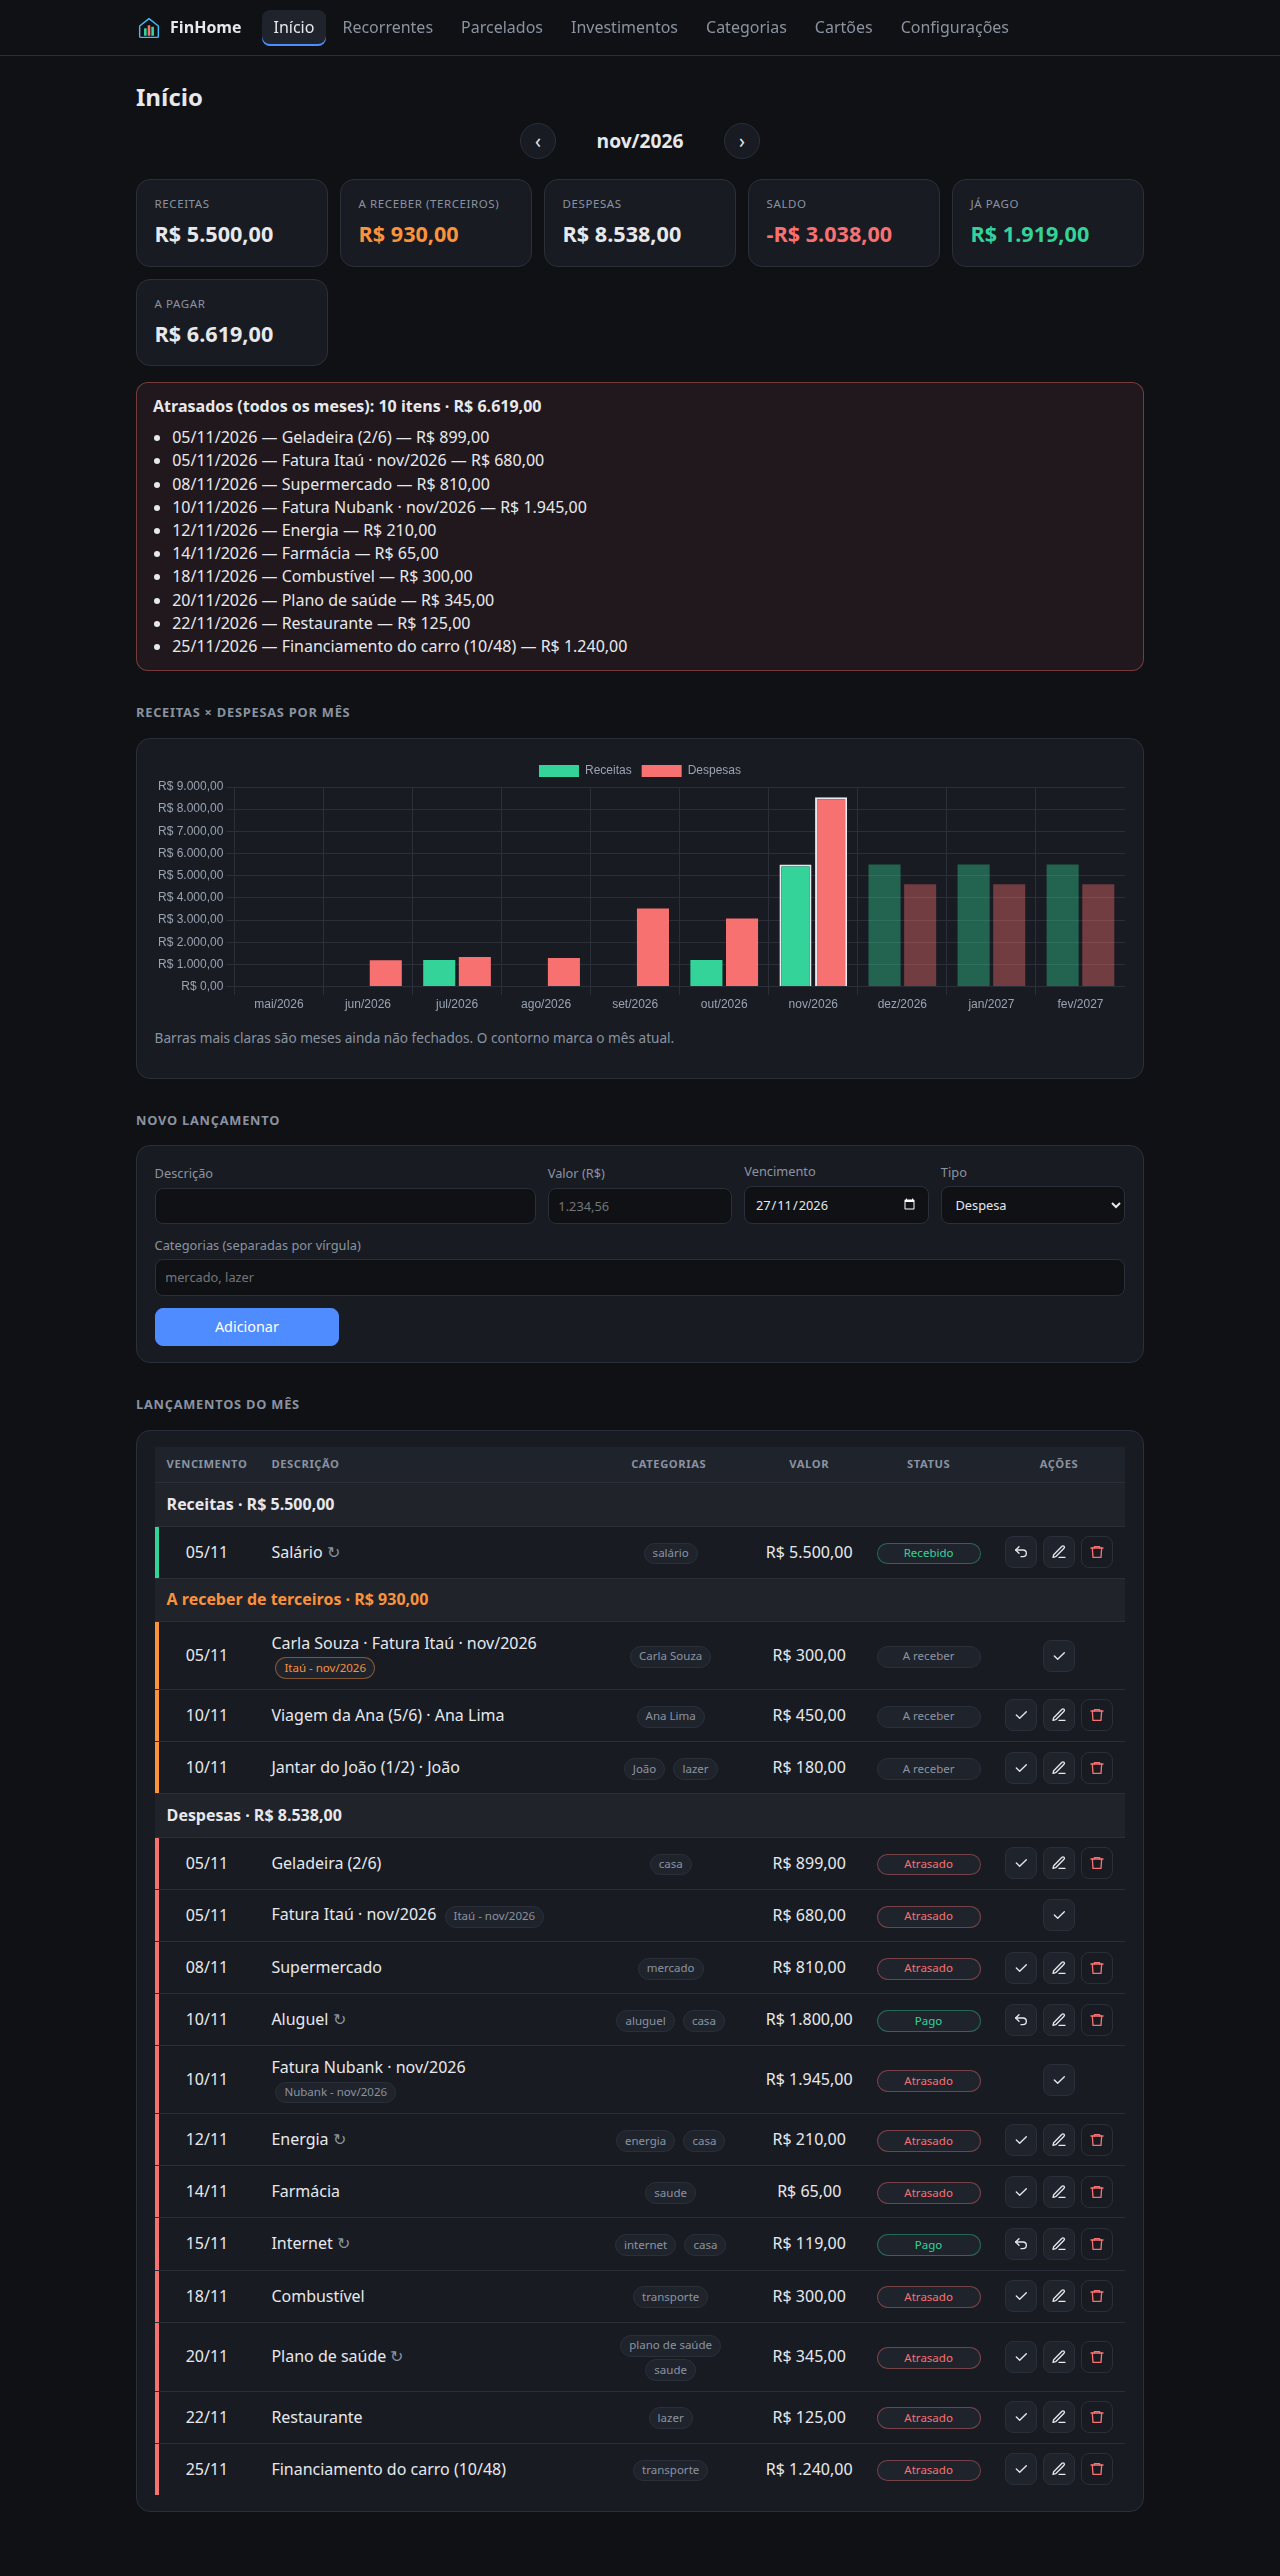 FinHome Início Recorrentes Parcelados Investimentos Categorias Cartões Configurações
Início
‹ nov/2026 ›
RECEITAS
R$ 5.500,00
A RECEBER (TERCEIROS)
R$ 930,00
DESPESAS
R$ 8.538,00
SALDO
-R$ 3.038,00
JÁ PAGO
R$ 1.919,00
A PAGAR
R$ 6.619,00
Atrasados (todos os meses): 10 itens · R$ 6.619,00
• 05/11/2026 — Geladeira (2/6) — R$ 899,00
• 05/11/2026 — Fatura Itaú · nov/2026 — R$ 680,00
• 08/11/2026 — Supermercado — R$ 810,00
• 10/11/2026 — Fatura Nubank · nov/2026 — R$ 1.945,00
• 12/11/2026 — Energia — R$ 210,00
• 14/11/2026 — Farmácia — R$ 65,00
• 18/11/2026 — Combustível — R$ 300,00
• 20/11/2026 — Plano de saúde — R$ 345,00
• 22/11/2026 — Restaurante — R$ 125,00
• 25/11/2026 — Financiamento do carro (10/48) — R$ 1.240,00
RECEITAS × DESPESAS POR MÊS
Receitas Despesas
R$ 9.000,00
R$ 8.000,00
R$ 7.000,00
R$ 6.000,00
R$ 5.000,00
R$ 4.000,00
R$ 3.000,00
R$ 2.000,00
R$ 1.000,00
R$ 0,00
mai/2026 jun/2026 jul/2026 ago/2026 set/2026 out/2026 nov/2026 dez/2026 jan/2027 fev/2027
Barras mais claras são meses ainda não fechados. O contorno marca o mês atual.
NOVO LANÇAMENTO
Descrição Valor (R$) Vencimento Tipo
1.234,56 27/11/2026 Despesa
Categorias (separadas por vírgula)
mercado, lazer
Adicionar
LANÇAMENTOS DO MÊS
VENCIMENTO DESCRIÇÃO CATEGORIAS VALOR STATUS AÇÕES
Receitas · R$ 5.500,00
05/11 Salário ↻ salário R$ 5.500,00 Recebido
A receber de terceiros · R$ 930,00
05/11 Carla Souza · Fatura Itaú · nov/2026 Carla Souza R$ 300,00 A receber
Itaú - nov/2026
10/11 Viagem da Ana (5/6) · Ana Lima Ana Lima R$ 450,00 A receber
10/11 Jantar do João (1/2) · João João lazer R$ 180,00 A receber
Despesas · R$ 8.538,00
05/11 Geladeira (2/6) casa R$ 899,00 Atrasado
05/11 Fatura Itaú · nov/2026 Itaú - nov/2026 R$ 680,00 Atrasado
08/11 Supermercado mercado R$ 810,00 Atrasado
10/11 Aluguel ↻ aluguel casa R$ 1.800,00 Pago
10/11 Fatura Nubank · nov/2026 R$ 1.945,00 Atrasado
Nubank - nov/2026
12/11 Energia ↻ energia casa R$ 210,00 Atrasado
14/11 Farmácia saude R$ 65,00 Atrasado
15/11 Internet ↻ internet casa R$ 119,00 Pago
18/11 Combustível transporte R$ 300,00 Atrasado
20/11 Plano de saúde ↻ plano de saúde R$ 345,00 Atrasado
saude
22/11 Restaurante lazer R$ 125,00 Atrasado
25/11 Financiamento do carro (10/48) transporte R$ 1.240,00 Atrasado